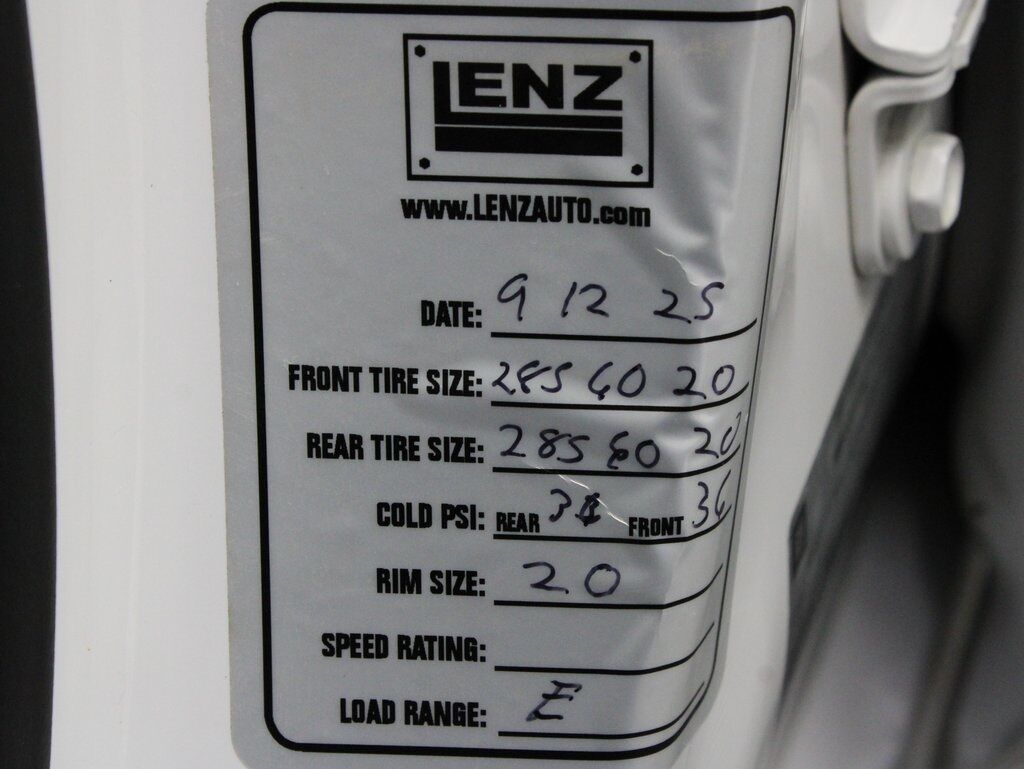 LENZ
www.LENZAUTO.com
DATE: 9 12 25
FRONT TIRE SIZE: 285 60 20
REAR TIRE SIZE: 285 60 20
COLD PSI: REAR FRONT 36
RIM SIZE: 20
SPEED RATING:
LOAD RANGE: E